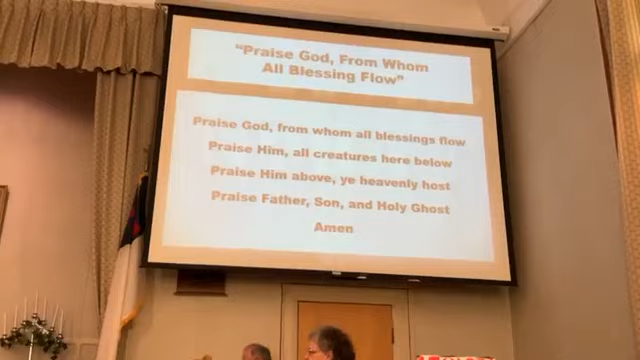 "Praise God, From Whom
All Blessing Flow"
Praise God, from whom all blessings flow
Praise Him, all creatures here below
Praise Him above, ye heavenly host
Praise Father, Son, and Holy Ghost
Amen